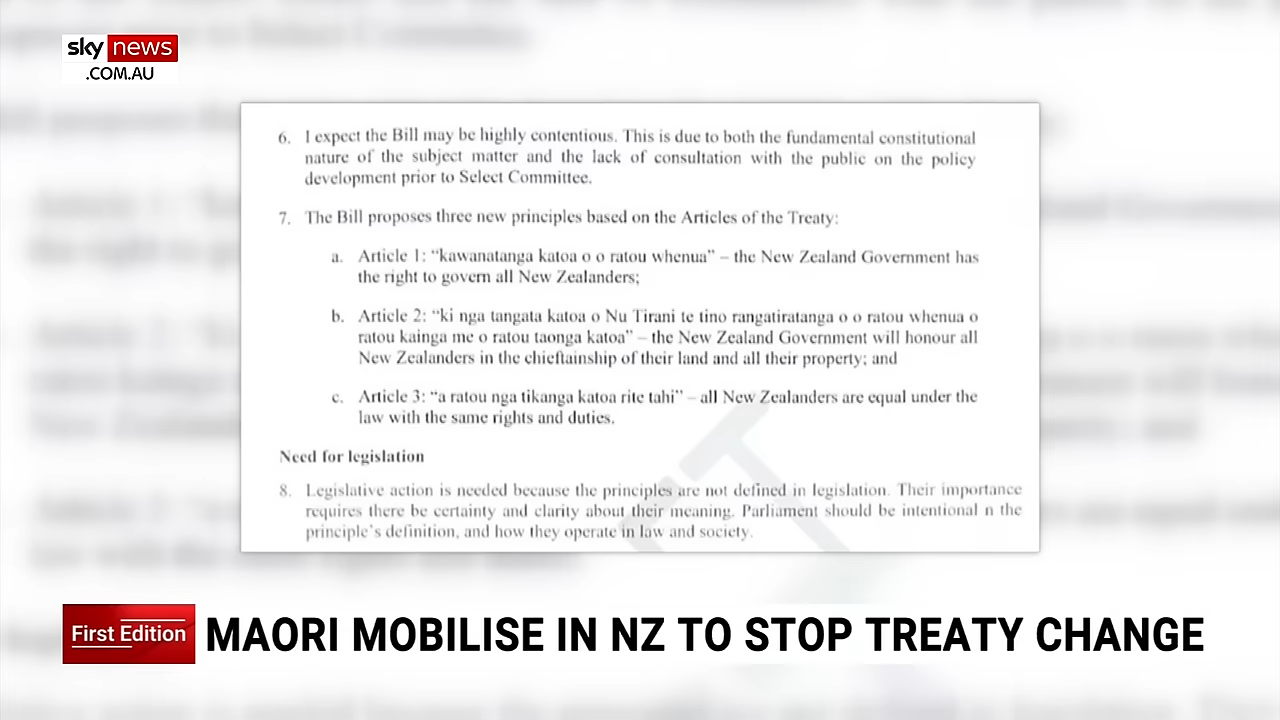 sky news
.COM.AU
6. I expect the Bill may be highly contentious. This is due to both the fundamental constitutional
nature of the subject matter and the lack of consultation with the public on the policy
development prior to Select Committee.
7. The Bill proposes three new principles based on the Articles of the Treaty:
a. Article 1: “kawanatanga katoa o o ratou whenua” – the New Zealand Government has
the right to govern all New Zealanders;
b. Article 2: “ki nga tangata katoa o Nu Tirani te tino rangatiratanga o o ratou whenua o
ratou kainga me o ratou taonga katoa” – the New Zealand Government will honour all
New Zealanders in the chieftainship of their land and all their property; and
c. Article 3: “a ratou nga tikanga katoa rite tahi” – all New Zealanders are equal under the
law with the same rights and duties.
Need for legislation
8. Legislative action is needed because the principles are not defined in legislation. Their importance
requires there be certainty and clarity about their meaning. Parliament should be intentional n the
principle's definition, and how they operate in law and society.
First Edition
MAORI MOBILISE IN NZ TO STOP TREATY CHANGE